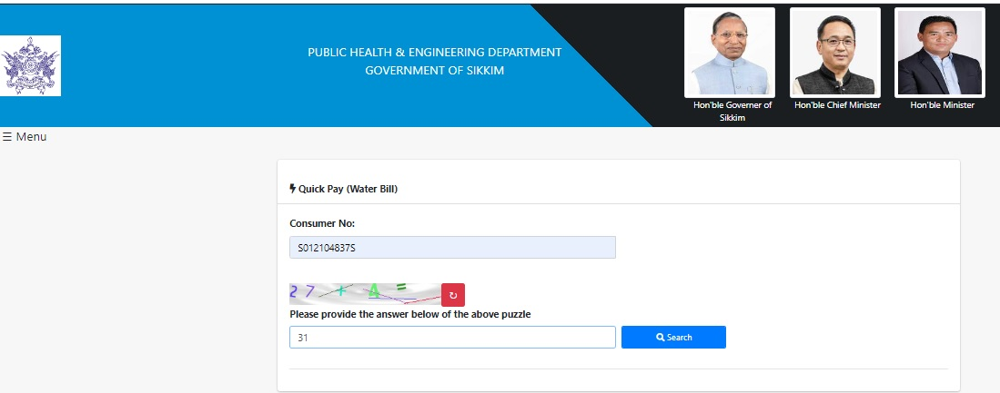 PUBLIC HEALTH & ENGINEERING DEPARTMENT
GOVERNMENT OF SIKKIM
Hon'ble Governer of
Sikkim
Hon'ble Chief Minister
Hon'ble Minister
☰ Menu
Quick Pay (Water Bill)
Consumer No:
S012104837S
27 + 4 =
Please provide the answer below of the above puzzle
31
Search